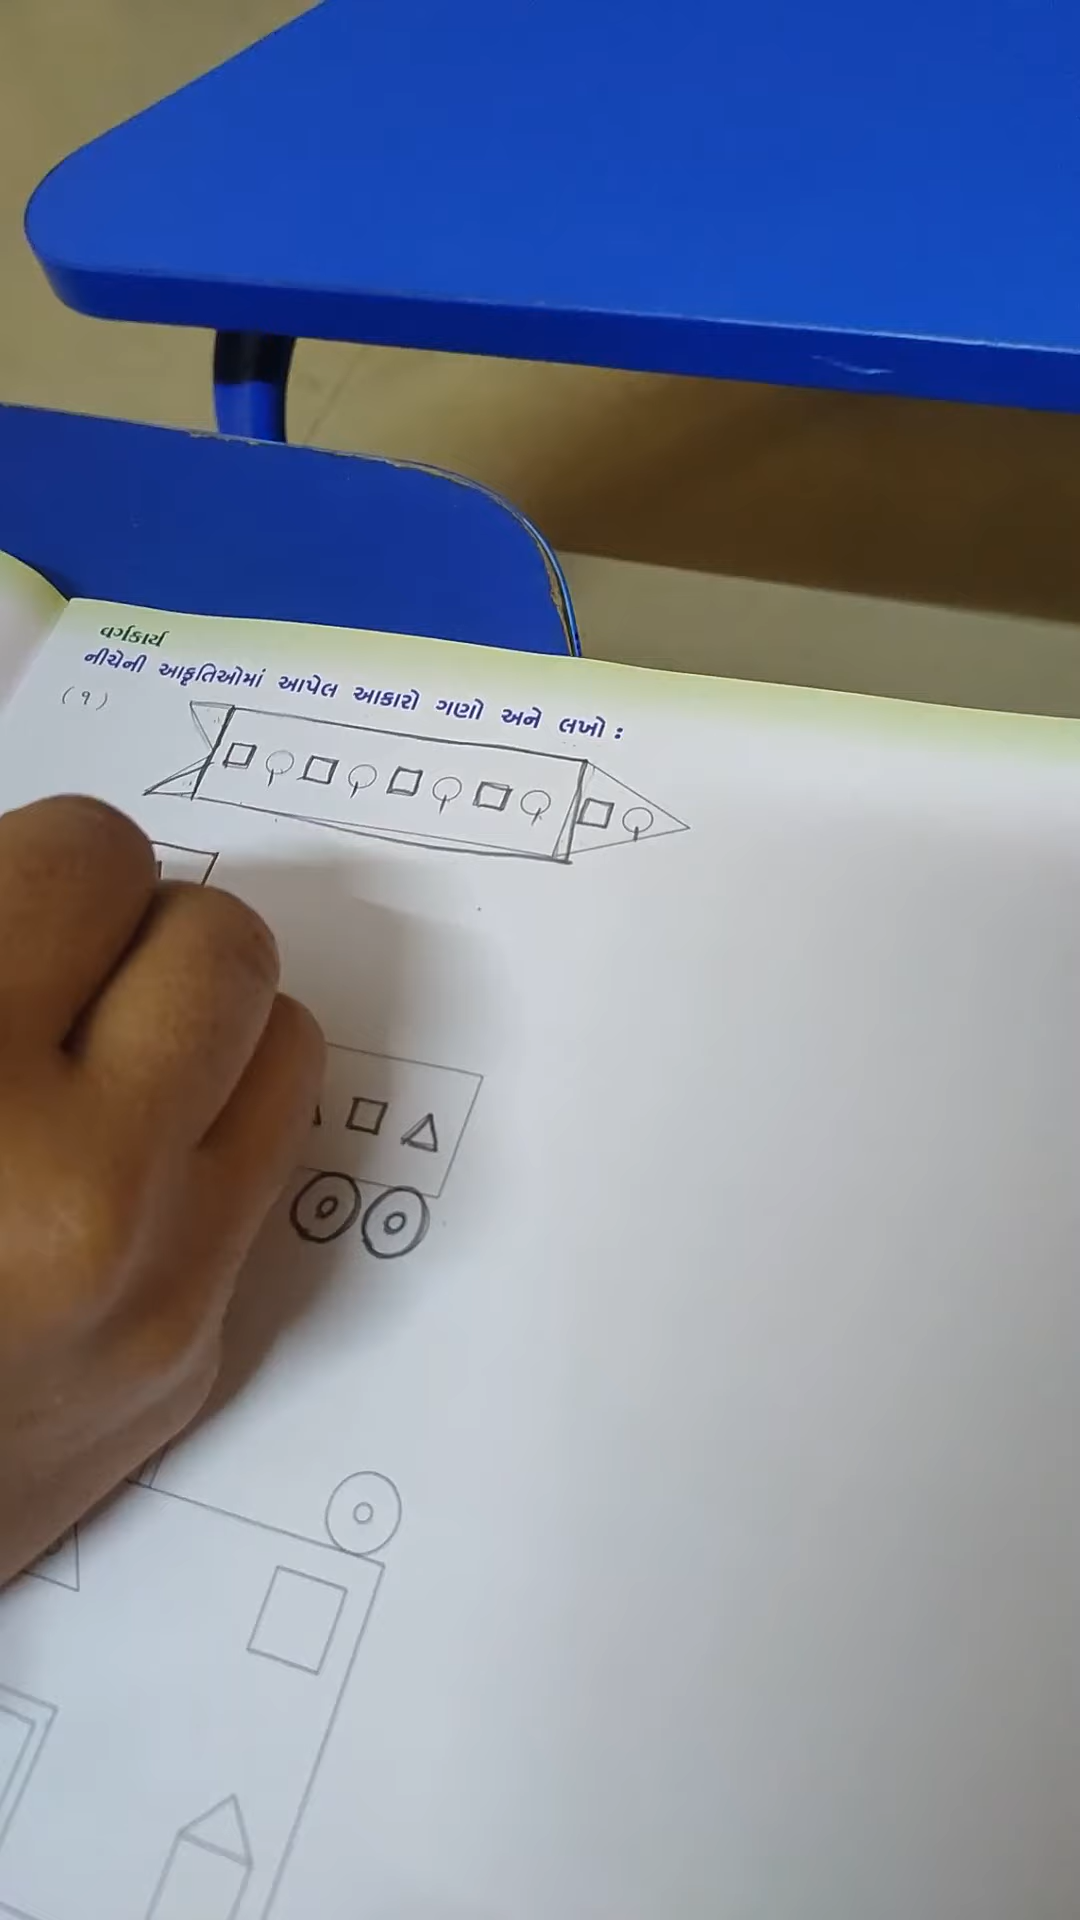 વર્ગકાર્ય
નીચેની આકૃતિઓમાં આપેલ આકારો ગણો અને લખો :
(૧)